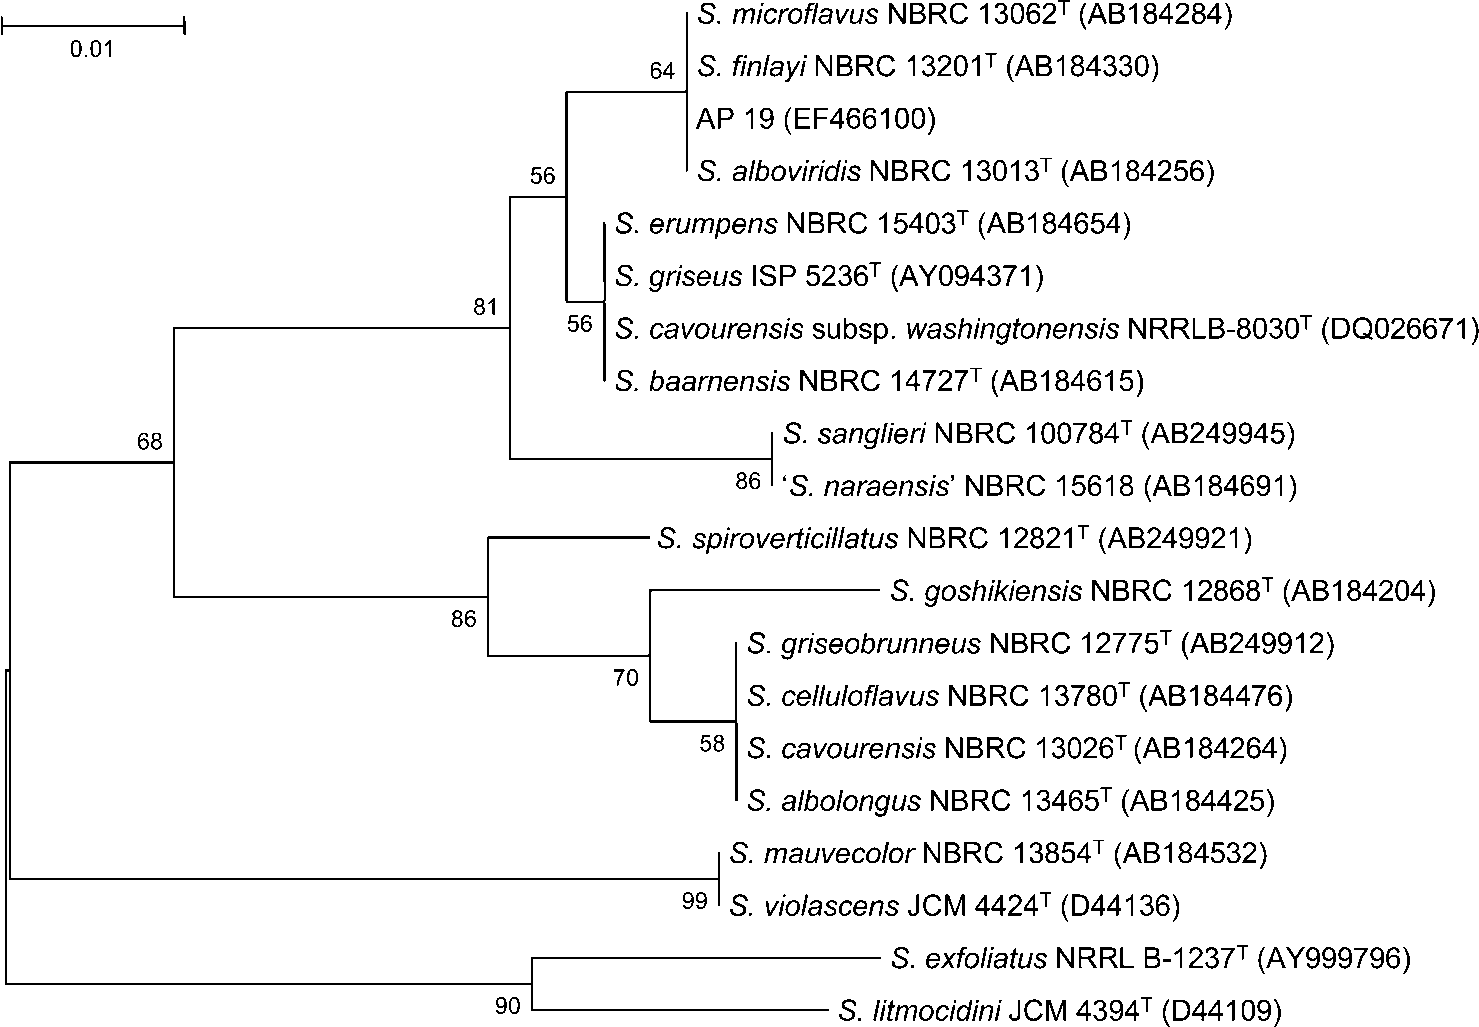 S. microflavus NBRC 13062ᵀ (AB184284)
0.01
64
S. finlayi NBRC 13201ᵀ (AB184330)
AP 19 (EF466100)
S. alboviridis NBRC 13013ᵀ (AB184256)
56
S. erumpens NBRC 15403ᵀ (AB184654)
S. griseus ISP 5236ᵀ (AY094371)
81
56
S. cavourensis subsp. washingtonensis NRRLB-8030ᵀ (DQ026671)
S. baarnensis NBRC 14727ᵀ (AB184615)
68
S. sanglieri NBRC 100784ᵀ (AB249945)
86
‘S. naraensis’ NBRC 15618 (AB184691)
S. spiroverticillatus NBRC 12821ᵀ (AB249921)
S. goshikiensis NBRC 12868ᵀ (AB184204)
86
S. griseobrunneus NBRC 12775ᵀ (AB249912)
70
S. celluloflavus NBRC 13780ᵀ (AB184476)
58
S. cavourensis NBRC 13026ᵀ (AB184264)
S. albolongus NBRC 13465ᵀ (AB184425)
S. mauvecolor NBRC 13854ᵀ (AB184532)
99
S. violascens JCM 4424ᵀ (D44136)
S. exfoliatus NRRL B-1237ᵀ (AY999796)
90
S. litmocidini JCM 4394ᵀ (D44109)